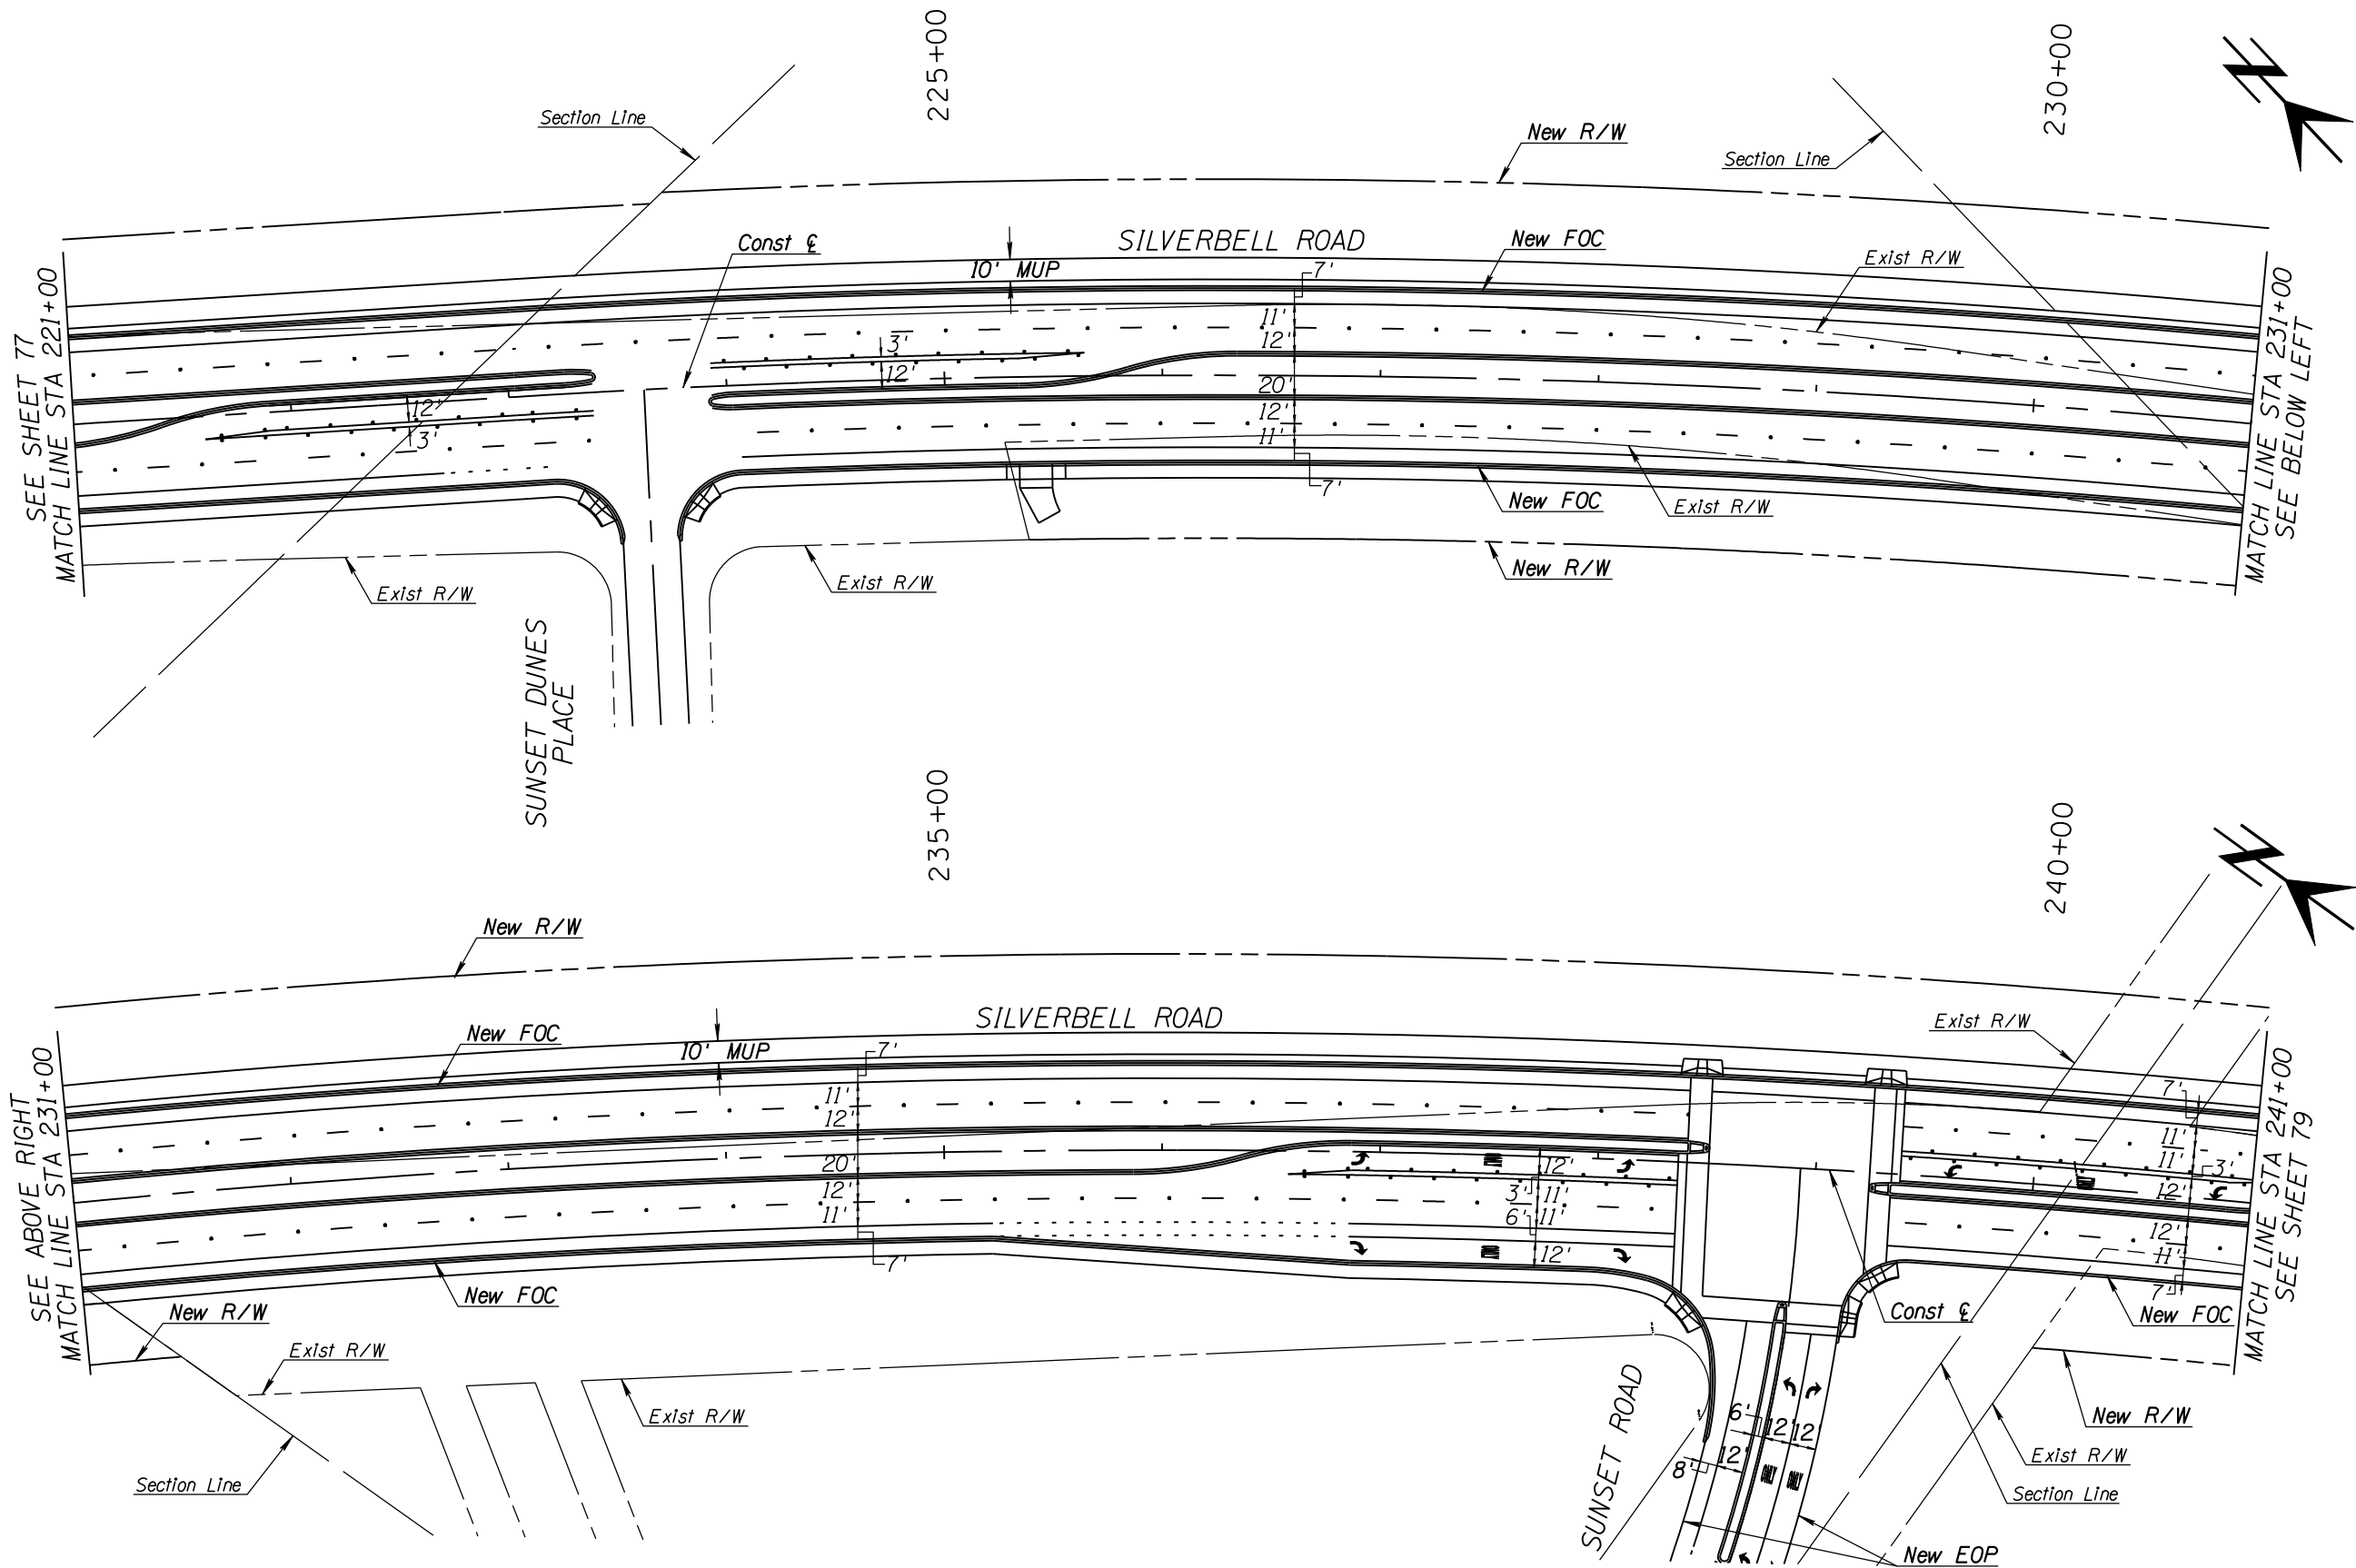 225+00
230+00
Section Line
New R/W
Section Line
SILVERBELL ROAD
Const ℄
New FOC
Exist R/W
10' MUP
7'
11'
12'
3'
12'
20'
12'
11'
7'
12'
3'
SEE SHEET 77
MATCH LINE STA 221+00
MATCH LINE STA 231+00
SEE BELOW LEFT
New FOC
Exist R/W
New R/W
Exist R/W
Exist R/W
SUNSET DUNES
PLACE
235+00
240+00
New R/W
SILVERBELL ROAD
New FOC
10' MUP
7'
11'
12'
20'
12'
11'
7'
Exist R/W
7'
11'
11'
3'
12'
12'
11'
7'
12'
3'
11'
6'
11'
12'
ONLY
ONLY
SEE ABOVE RIGHT
MATCH LINE STA 231+00
MATCH LINE STA 241+00
SEE SHEET 79
New FOC
New R/W
Exist R/W
Exist R/W
Section Line
Const ℄
New FOC
New R/W
Exist R/W
Section Line
SUNSET ROAD
6'
12'
12'
12'
8'
ONLY
ONLY
New EOP